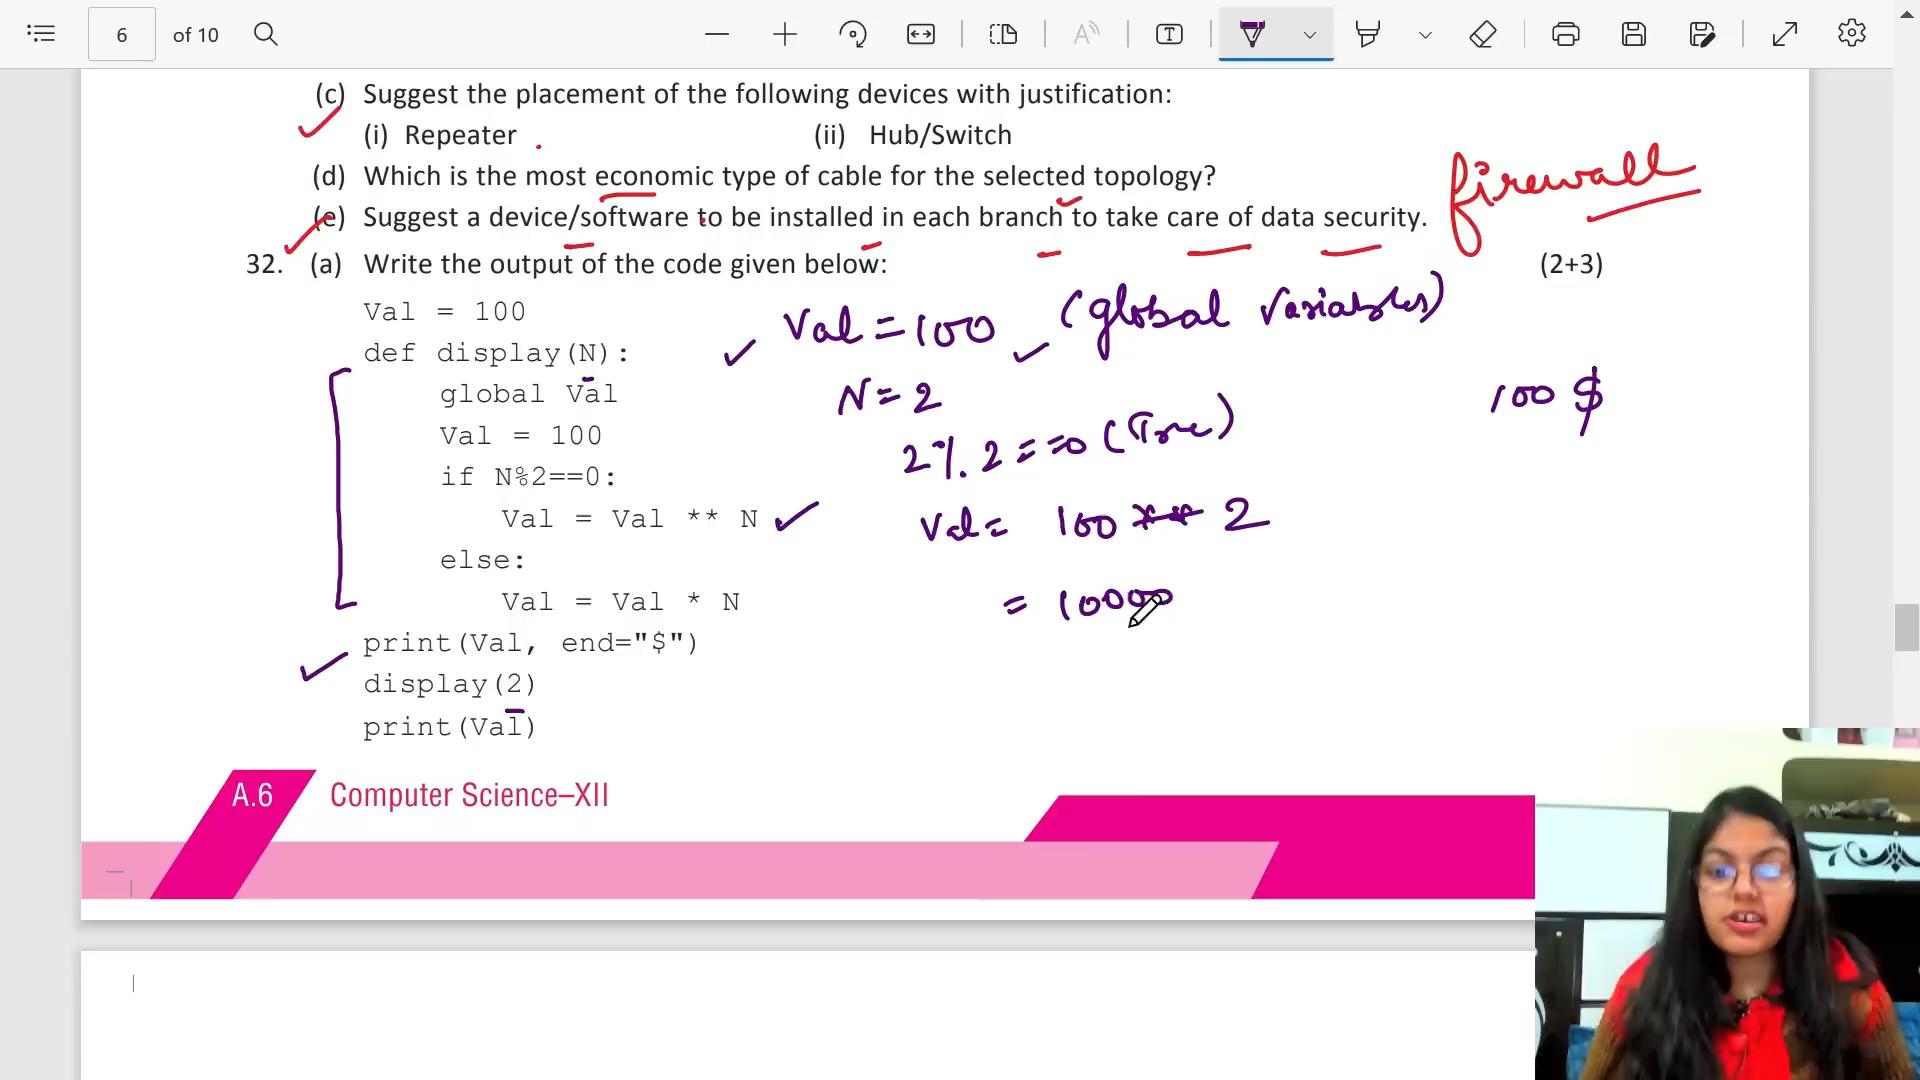 6 of 10
(c) Suggest the placement of the following devices with justification:
(i) Repeater (ii) Hub/Switch
(d) Which is the most economic type of cable for the selected topology?
(e) Suggest a device/software to be installed in each branch to take care of data security.
firewall
32. (a) Write the output of the code given below: (2+3)
Val = 100
def display(N):
global Val
Val = 100
if N%2==0:
Val = Val ** N
else:
Val = Val * N
print(Val, end="$")
display(2)
print(Val)
Val = 100 (global variables)
N = 2
100 $
2 % 2 == 0 (True)
Val = 100 ** 2
= 10000
A.6 Computer Science–XII